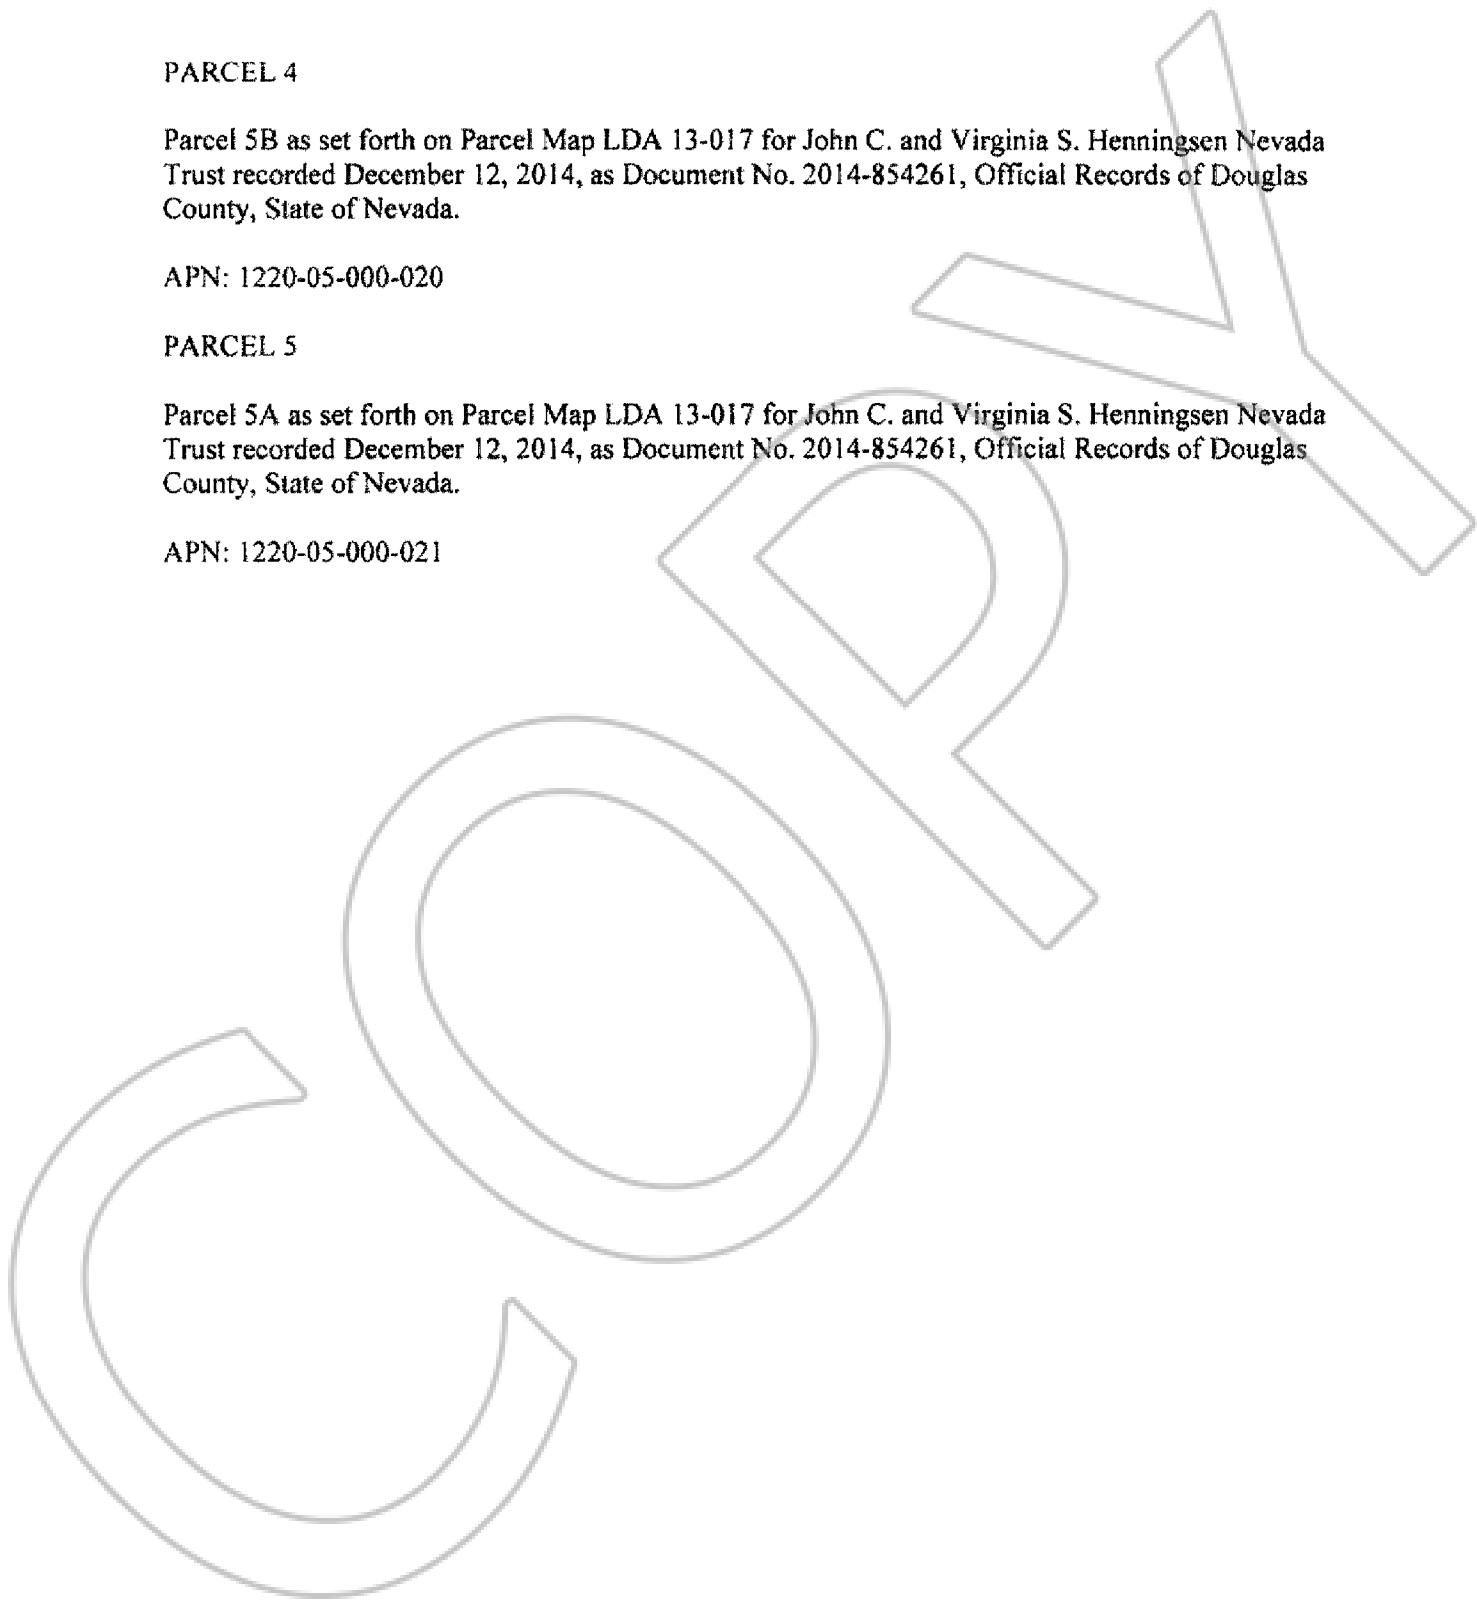 PARCEL 4
Parcel 5B as set forth on Parcel Map LDA 13-017 for John C. and Virginia S. Henningsen Nevada
Trust recorded December 12, 2014, as Document No. 2014-854261, Official Records of Douglas
County, State of Nevada.
APN: 1220-05-000-020
PARCEL 5
Parcel 5A as set forth on Parcel Map LDA 13-017 for John C. and Virginia S. Henningsen Nevada
Trust recorded December 12, 2014, as Document No. 2014-854261, Official Records of Douglas
County, State of Nevada.
APN: 1220-05-000-021
COPY